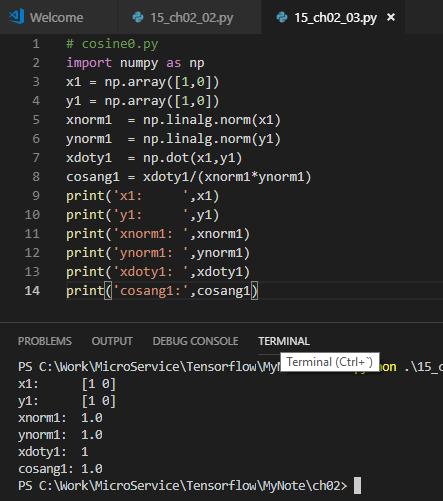 Welcome 15_ch02_02.py 15_ch02_03.py ×
1 # cosine0.py
2 import numpy as np
3 x1 = np.array([1,0])
4 y1 = np.array([1,0])
5 xnorm1  = np.linalg.norm(x1)
6 ynorm1  = np.linalg.norm(y1)
7 xdoty1  = np.dot(x1,y1)
8 cosang1 = xdoty1/(xnorm1*ynorm1)
9 print('x1:     ',x1)
10 print('y1:     ',y1)
11 print('xnorm1: ',xnorm1)
12 print('ynorm1: ',ynorm1)
13 print('xdoty1: ',xdoty1)
14 print('cosang1:',cosang1)
PROBLEMS OUTPUT DEBUG CONSOLE TERMINAL
Terminal (Ctrl+`)
PS C:\Work\MicroService\Tensorflow\MyNote\ .\15_c
x1:      [1 0]
y1:      [1 0]
xnorm1:  1.0
ynorm1:  1.0
xdoty1:  1
cosang1: 1.0
PS C:\Work\MicroService\Tensorflow\MyNote\ch02>